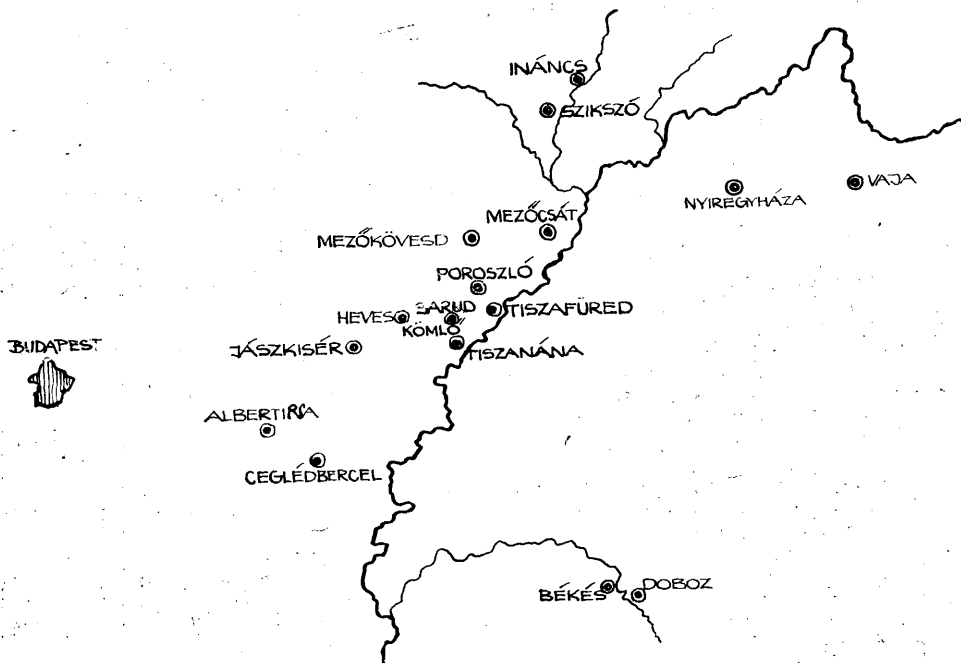 INÁNCS
SZIKSZÓ
VAJA
NYIREGYHÁZA
MEZŐCSÁT
MEZŐKÖVESD
POROSZLÓ
SARUD
TISZAFÜRED
HEVES
KÖMLŐ
BUDAPEST
JÁSZKISÉR
TISZANÁNA
ALBERTIRSA
CEGLÉDBERCEL
BÉKÉS
DOBOZ